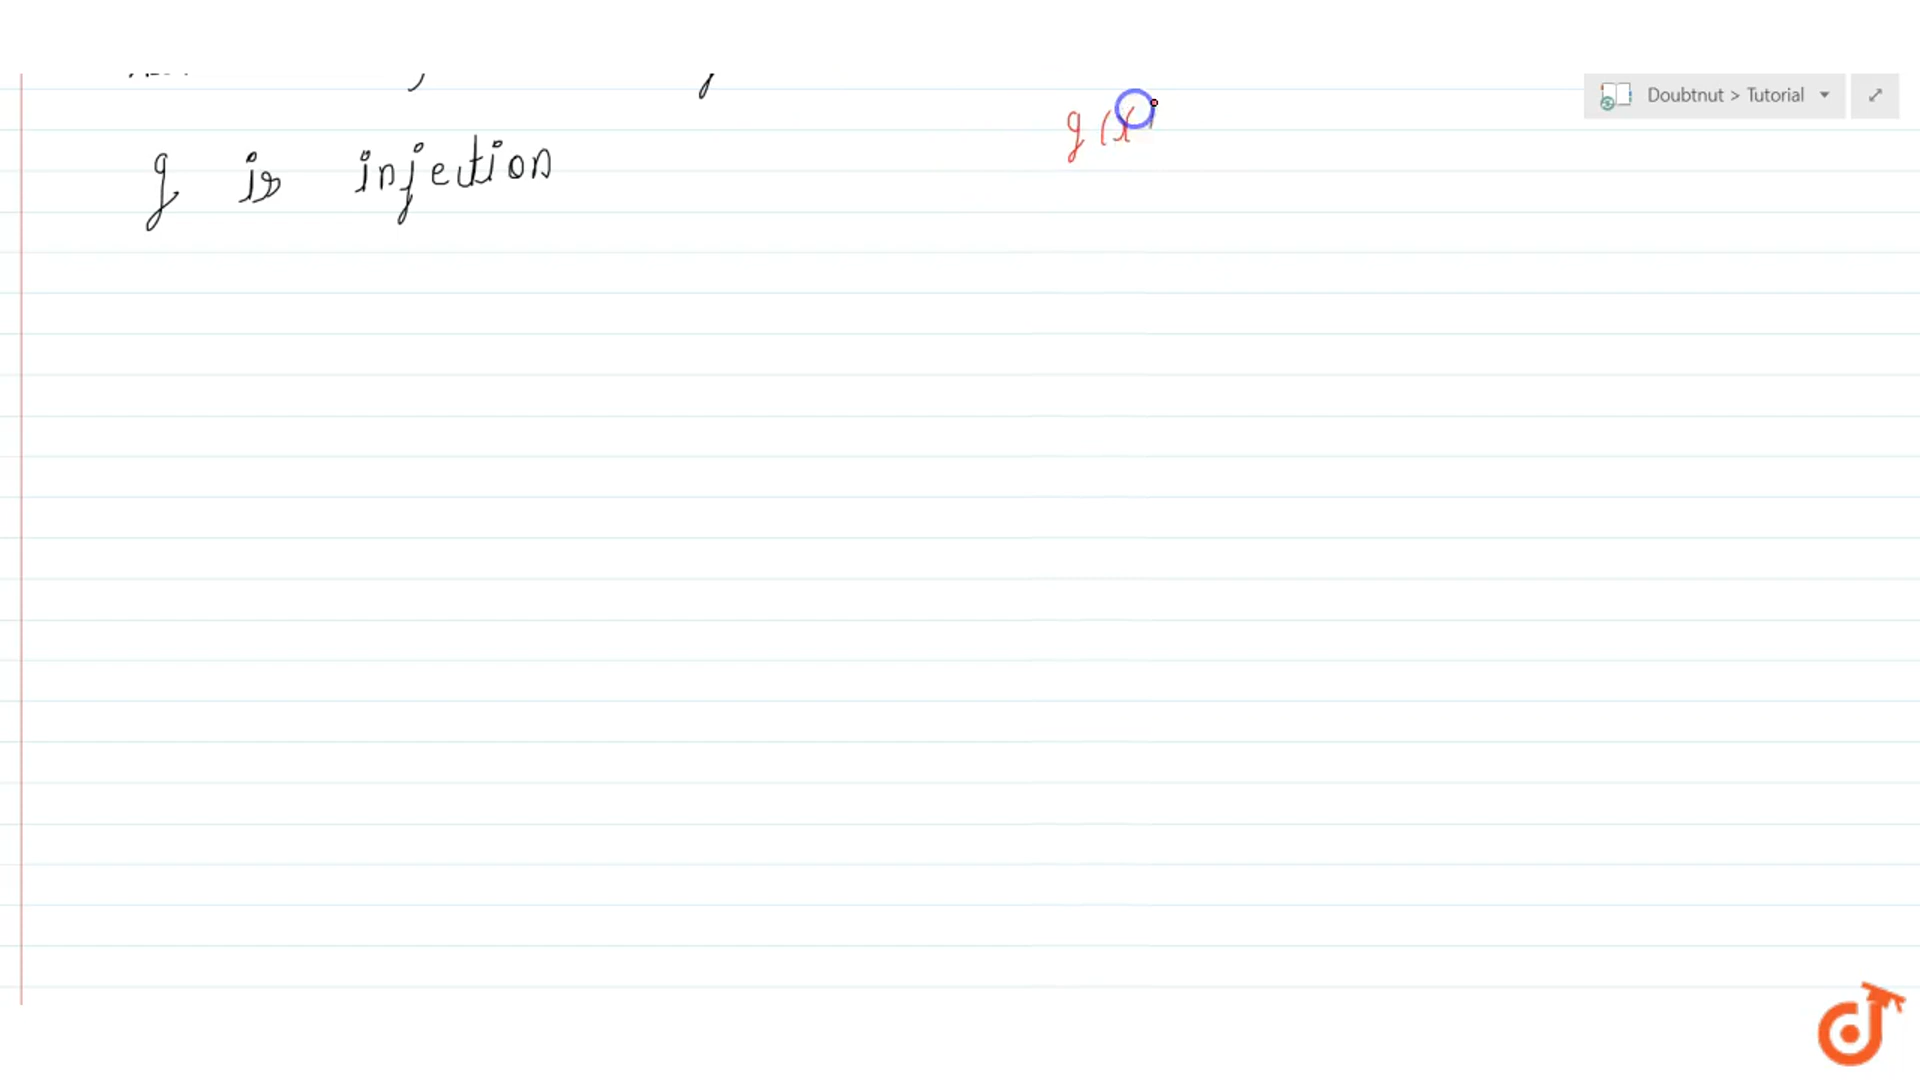 g (x)
Doubtnut > Tutorial
g is injection